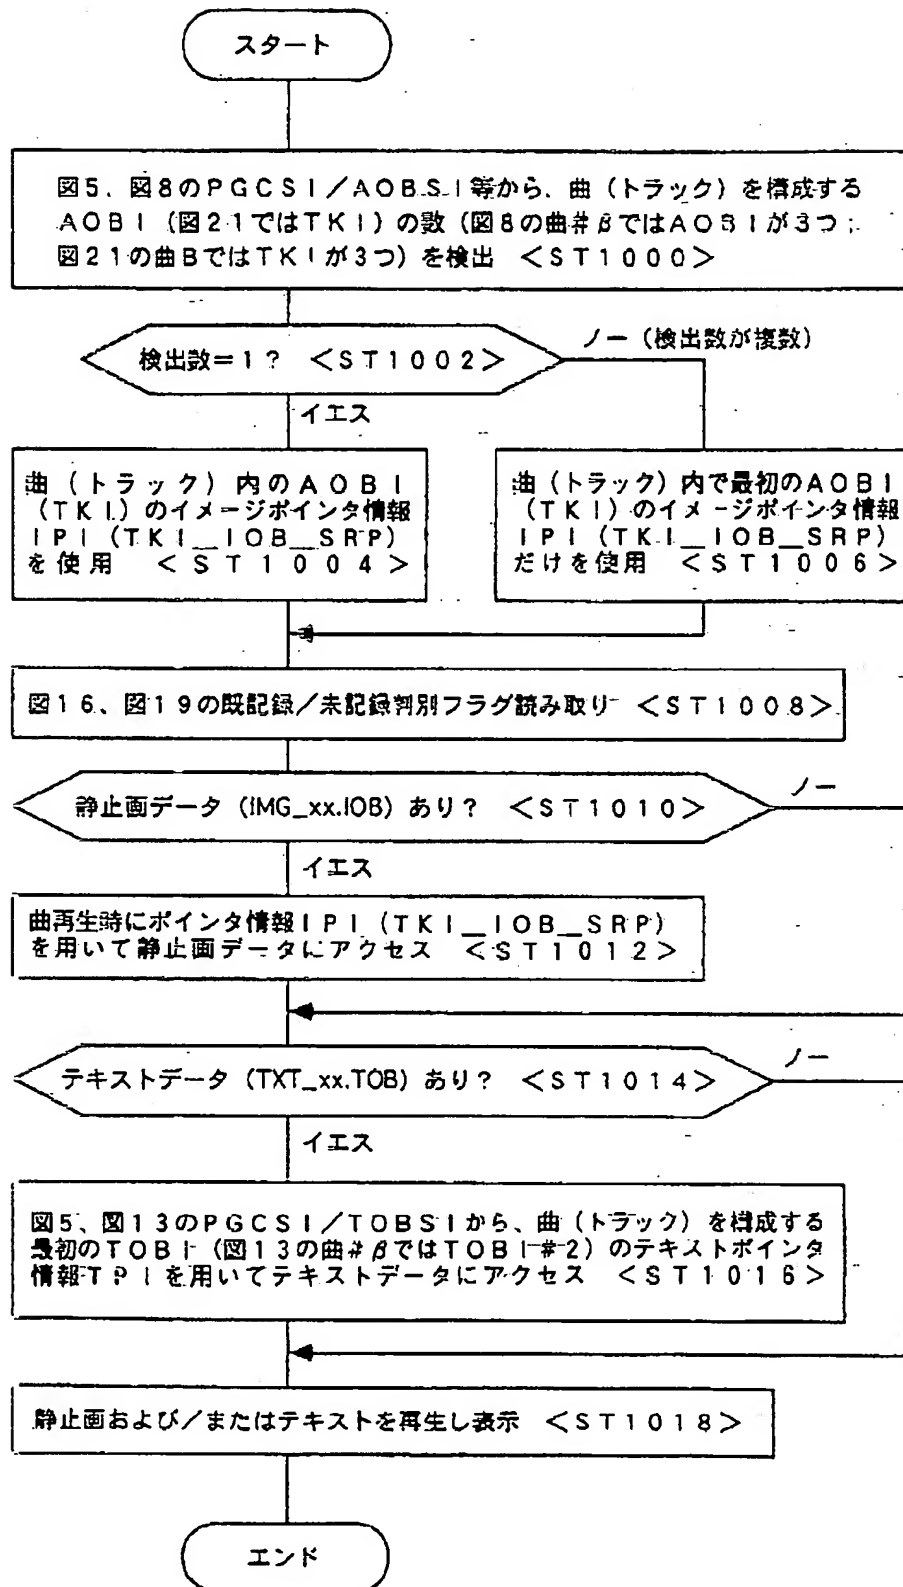 スタート
図5、図8のPGCSI/AOBSI等から、曲(トラック)を構成する
AOBI(図21ではTKI)の数(図8の曲#βではAOBIが3つ;
図21の曲BではTKIが3つ)を検出 <ST1000>
検出数=1? <ST1002>
ノー(検出数が複数)
イエス
曲(トラック)内のAOBI
(TKI)のイメージポインタ情報
IPI(TKI_IOB_SRP)
を使用 <ST1004>
曲(トラック)内で最初のAOBI
(TKI)のイメージポインタ情報
IPI(TKI_IOB_SRP)
だけを使用 <ST1006>
図16、図19の既記録/未記録判別フラグ読み取り <ST1008>
静止画データ(IMG_xx.IOB)あり? <ST1010>
ノー
イエス
曲再生時にポインタ情報IPI(TKI_IOB_SRP)
を用いて静止画データにアクセス <ST1012>
テキストデータ(TXT_xx.TOB)あり? <ST1014>
ノー
イエス
図5、図13のPGCSI/TOBSIから、曲(トラック)を構成する
最初のTOBI(図13の曲#βではTOBI#2)のテキストポインタ
情報TPIを用いてテキストデータにアクセス <ST1016>
静止画および/またはテキストを再生し表示 <ST1018>
エンド